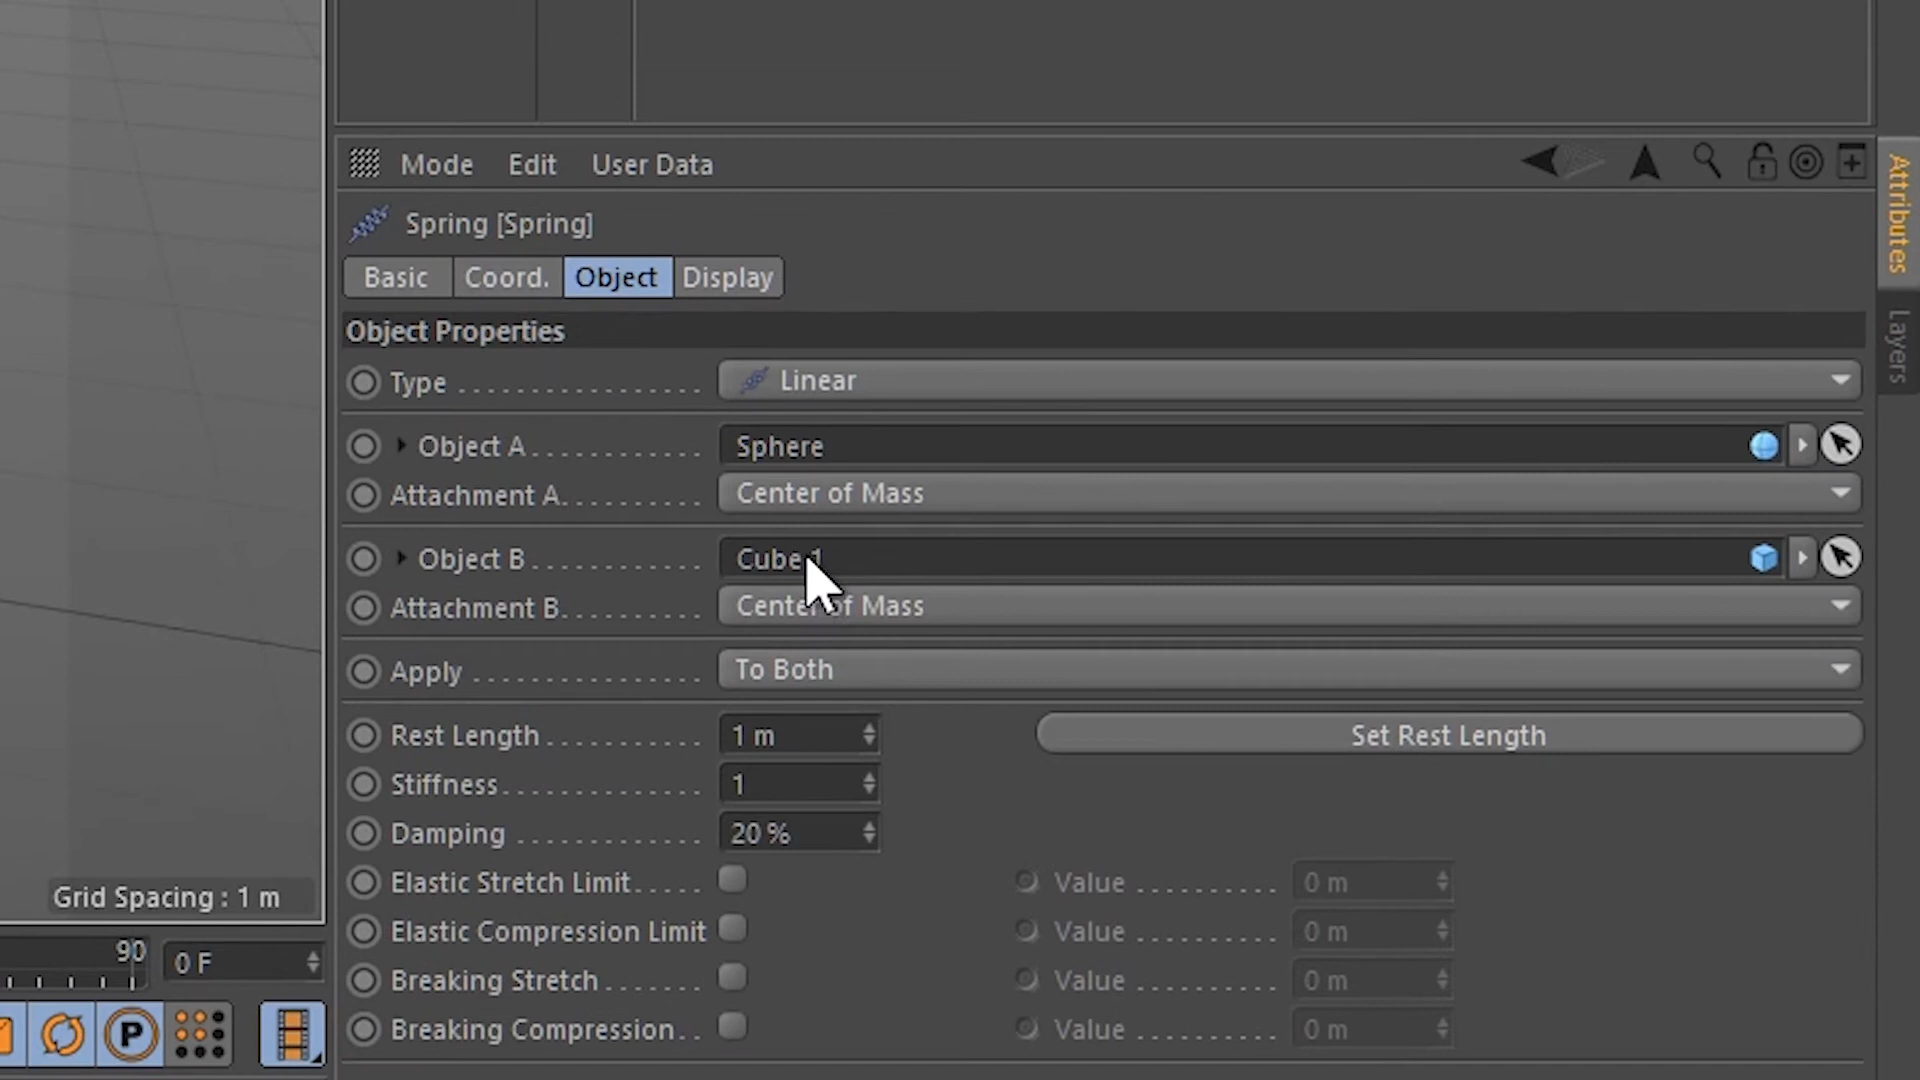 Mode Edit User Data
Spring [Spring]
Basic Coord. Object Display
Object Properties
Type Linear
Object A Sphere
Attachment A Center of Mass
Object B Cube.1
Attachment B Center of Mass
Apply To Both
Rest Length 1 m Set Rest Length
Stiffness 1
Damping 20 %
Elastic Stretch Limit Value 0 m
Elastic Compression Limit Value 0 m
Breaking Stretch Value 0 m
Breaking Compression Value 0 m
Grid Spacing : 1 m
90 0 F
P
Attributes
Layers